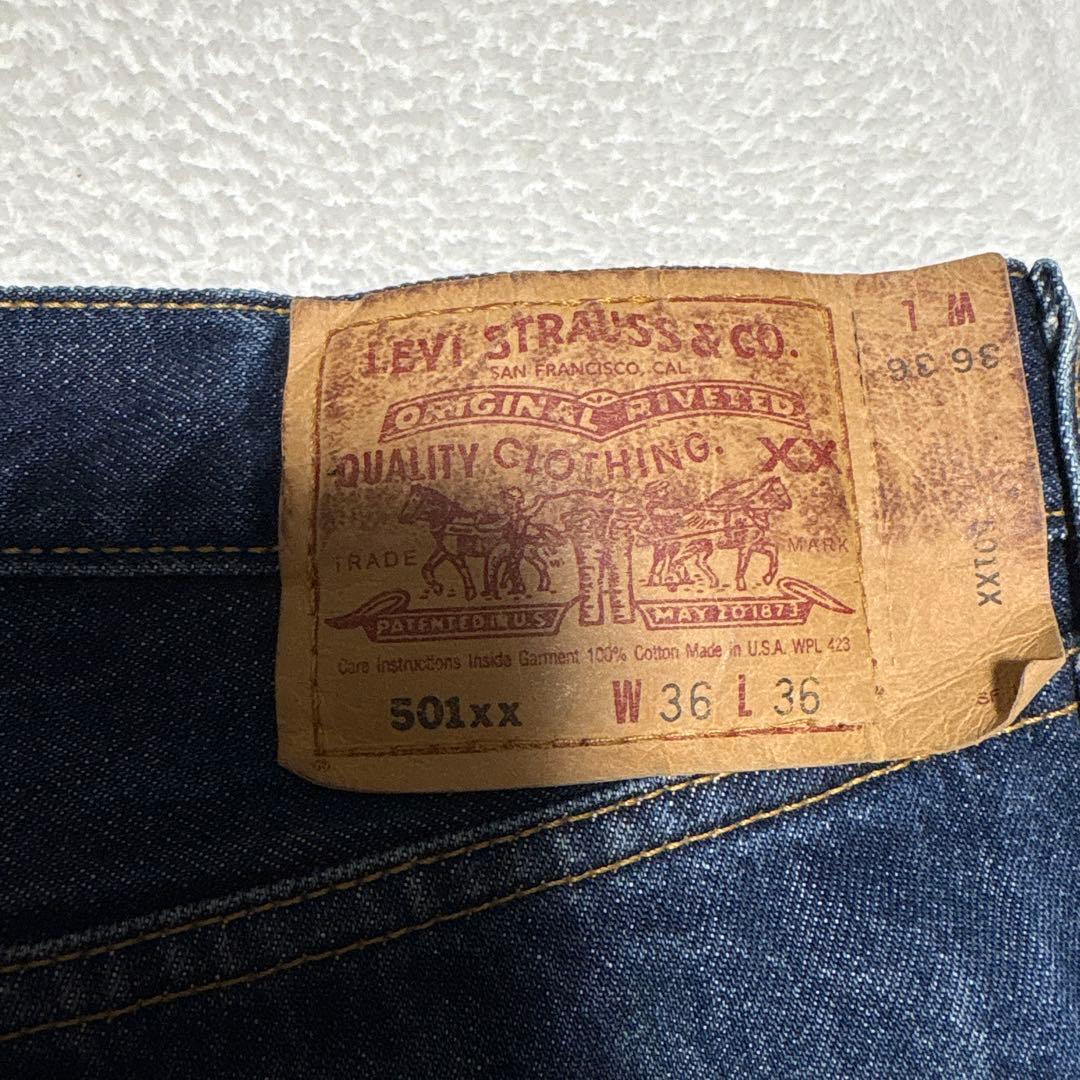 LEVI STRAUSS & CO.
SAN FRANCISCO, CAL.
ORIGINAL RIVETED
QUALITY CLOTHING. XX
TRADE MARK
PATENTED IN U.S. MAY 20 1873
Care Instructions Inside Garment 100% Cotton Made in U.S.A. WPL 423
501xx W 36 L 36
W L
36 36
501XX